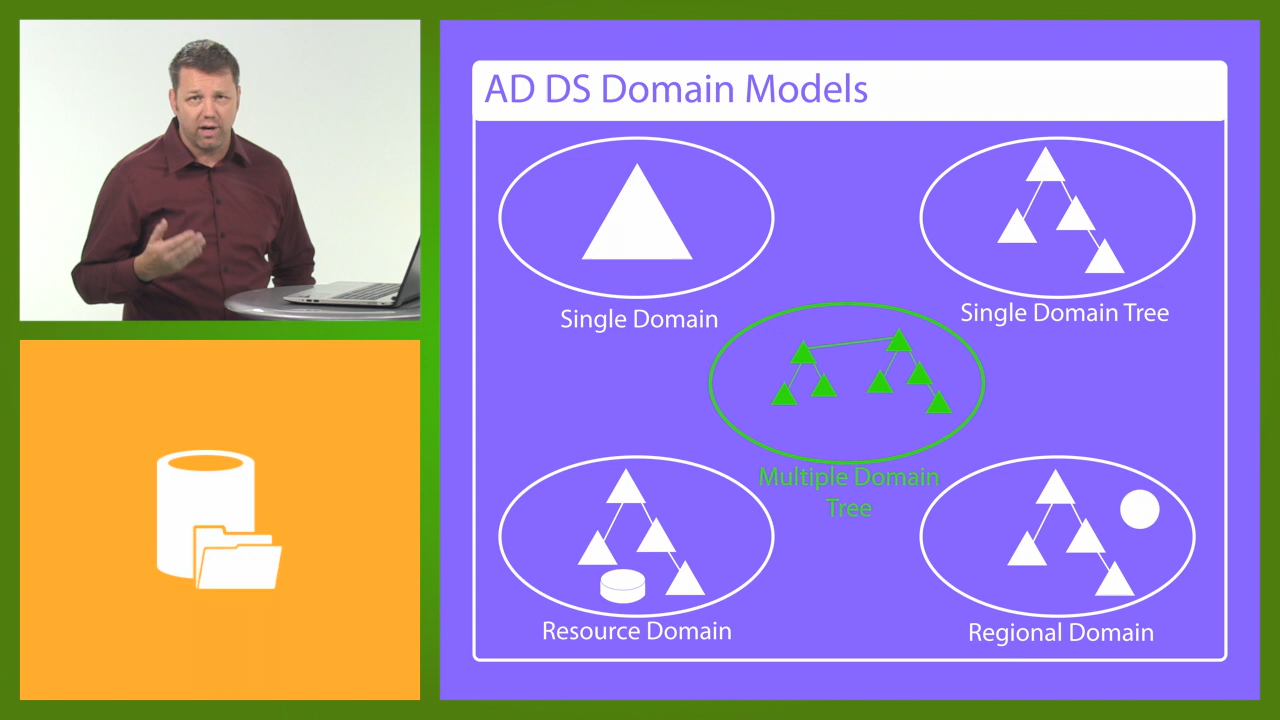 AD DS Domain Models
Single Domain
Single Domain Tree
Multiple Domain
Tree
Resource Domain
Regional Domain